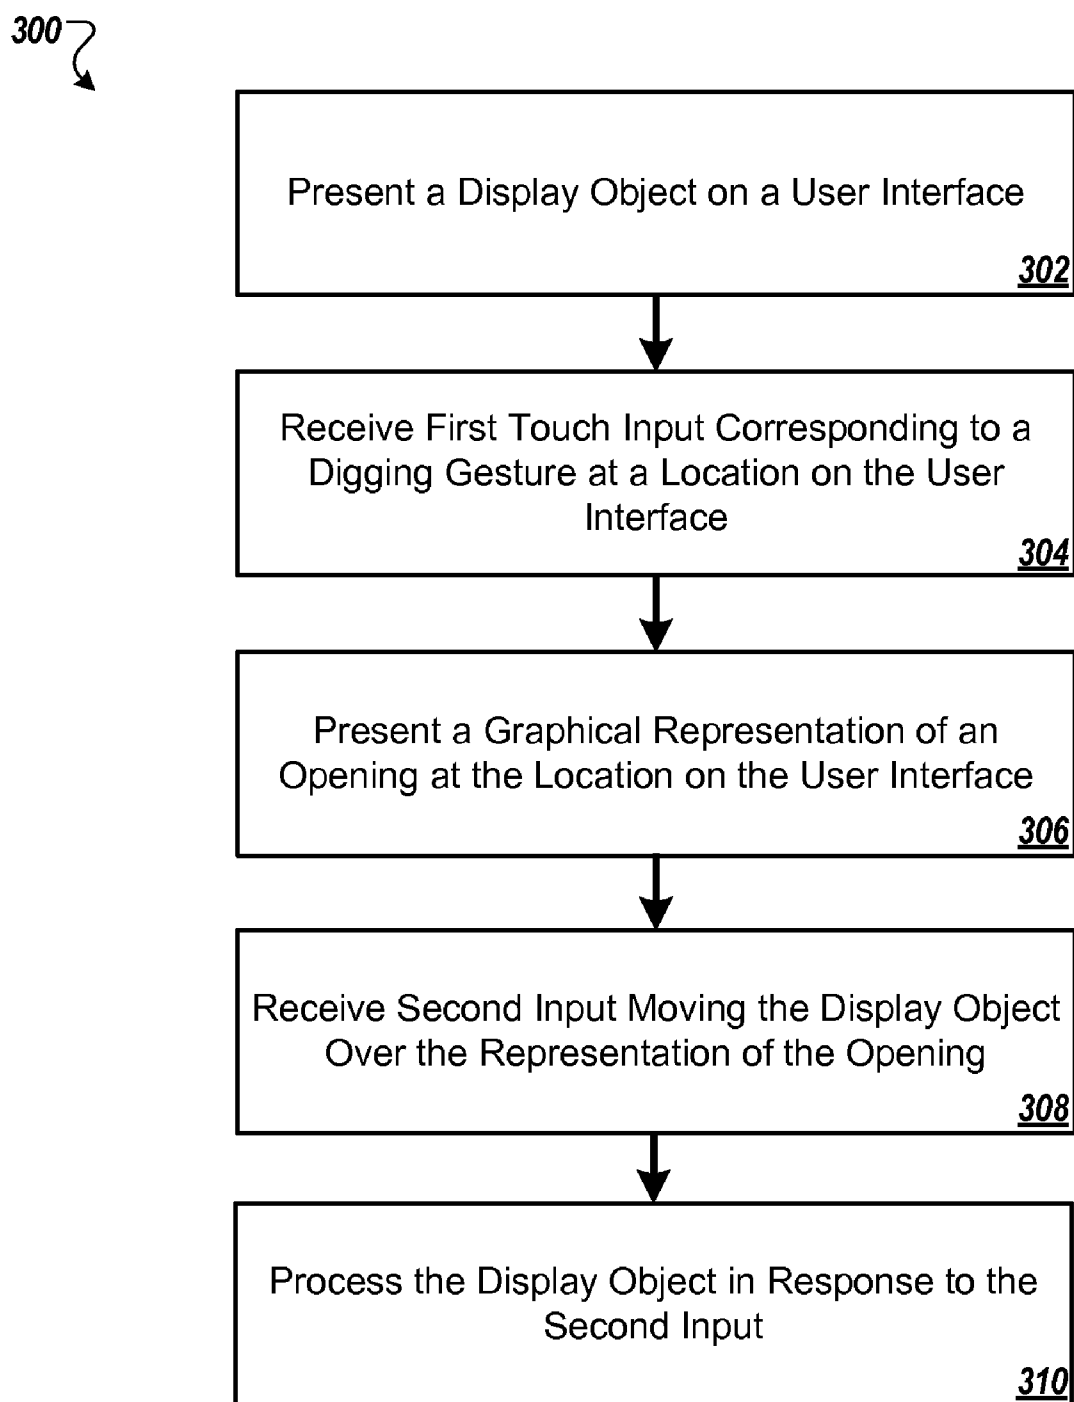 300
Present a Display Object on a User Interface
302
Receive First Touch Input Corresponding to a
Digging Gesture at a Location on the User
Interface
304
Present a Graphical Representation of an
Opening at the Location on the User Interface
306
Receive Second Input Moving the Display Object
Over the Representation of the Opening
308
Process the Display Object in Response to the
Second Input
310